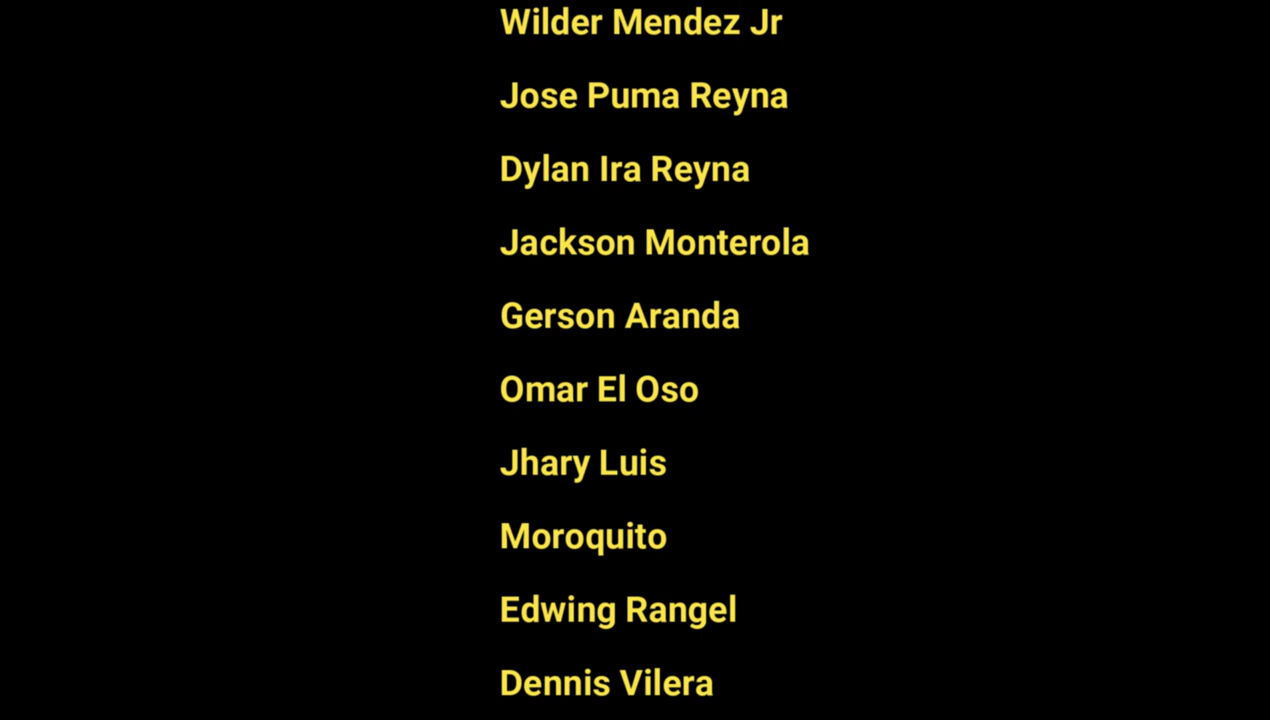 Wilder Mendez Jr
Jose Puma Reyna
Dylan Ira Reyna
Jackson Monterola
Gerson Aranda
Omar El Oso
Jhary Luis
Moroquito
Edwing Rangel
Dennis Vilera